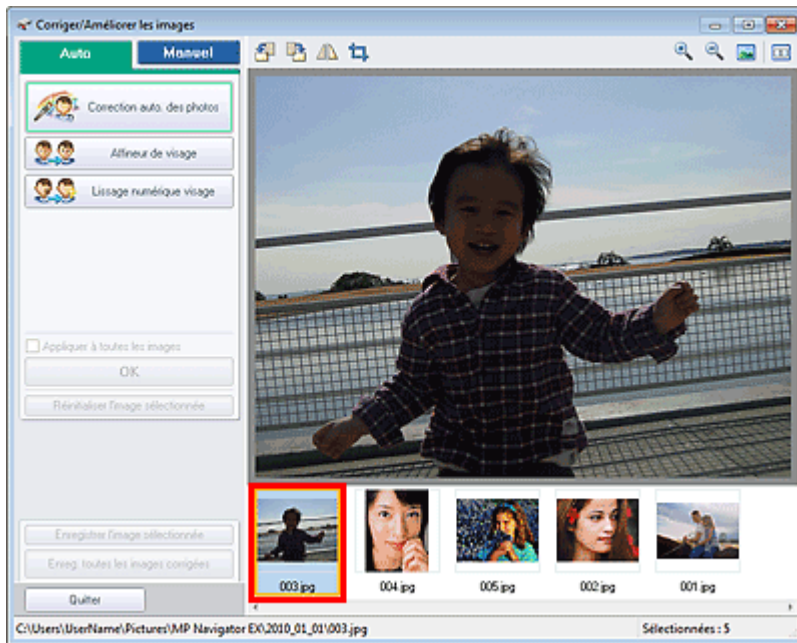 Corriger/Améliorer les images
Auto
Manuel
Correction auto. des photos
Affineur de visage
Lissage numérique visage
Appliquer à toutes les images
OK
Réinitialiser l'image sélectionnée
Enregistrer l'image sélectionnée
Enreg. toutes les images corrigées
Quitter
003.jpg
004.jpg
005.jpg
002.jpg
001.jpg
C:\Users\UserName\Pictures\MP Navigator EX\2010_01_01\003.jpg
Sélectionnées : 5